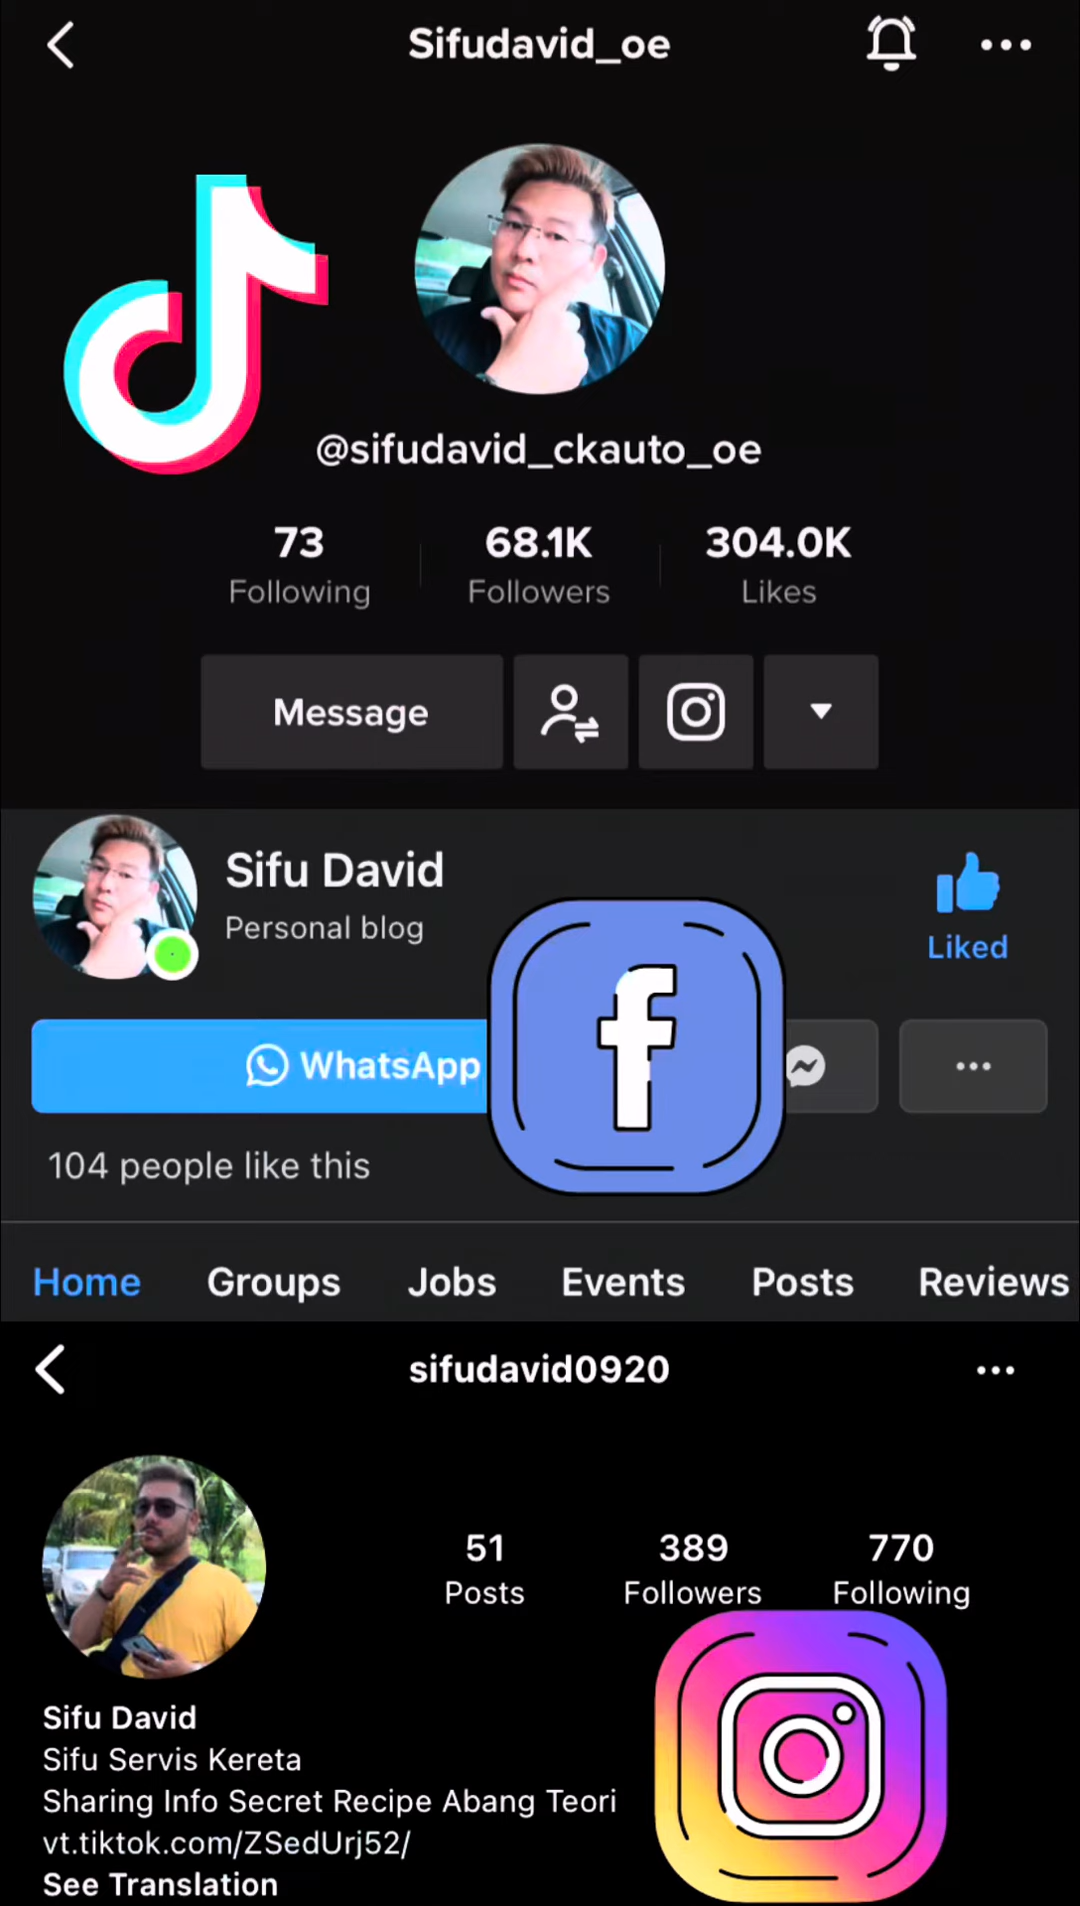 Sifudavid_oe
@sifudavid_ckauto_oe
73 68.1K 304.0K
Following Followers Likes
Message
Sifu David
Personal blog
Liked
WhatsApp
104 people like this
Home Groups Jobs Events Posts Reviews
sifudavid0920
51 389 770
Posts Followers Following
Sifu David
Sifu Servis Kereta
Sharing Info Secret Recipe Abang Teori
vt.tiktok.com/ZSedUrj52/
See Translation